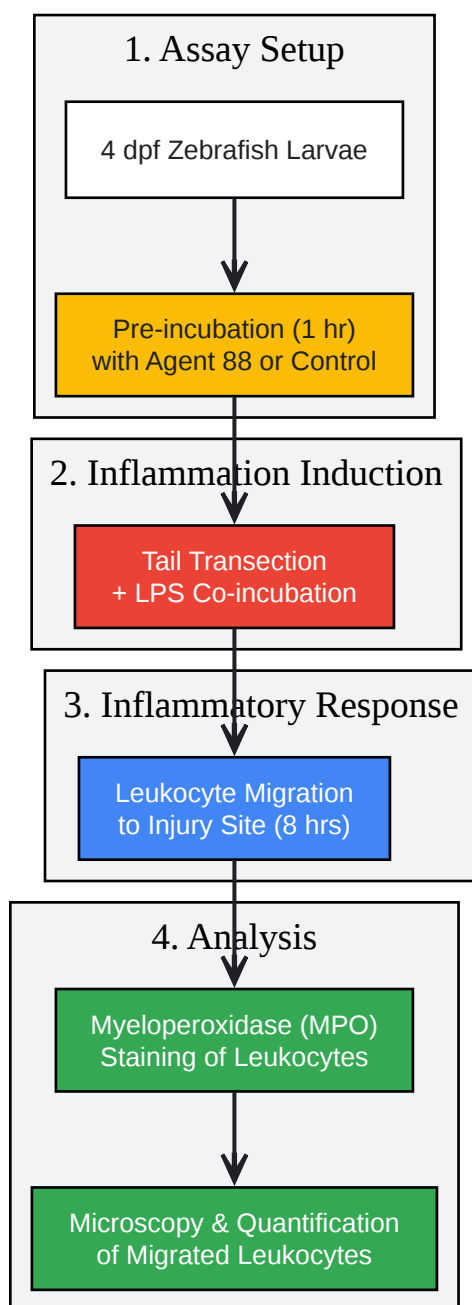 1. Assay Setup
4 dpf Zebrafish Larvae
Pre-incubation (1 hr)
with Agent 88 or Control
2. Inflammation Induction
Tail Transection
+ LPS Co-incubation
3. Inflammatory Response
Leukocyte Migration
to Injury Site (8 hrs)
4. Analysis
Myeloperoxidase (MPO)
Staining of Leukocytes
Microscopy & Quantification
of Migrated Leukocytes